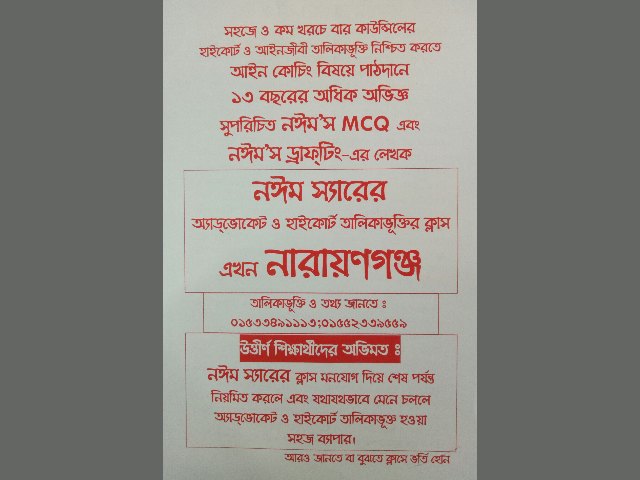 সহজে ও কম খরচে বার কাউন্সিলের
হাইকোর্ট ও আইনজীবী তালিকাভূক্তি নিশ্চিত করতে
আইন কোচিং বিষয়ে পাঠদানে
১৩ বছরের অধিক অভিজ্ঞ
সুপরিচিত নঈম'স MCQ এবং
নঈম'স ড্রাফ্‌টিং-এর লেখক
নঈম স্যারের
অ্যাড্‌ভোকেট ও হাইকোর্ট তালিকাভূক্তির ক্লাস
এখন নারায়ণগঞ্জ
তালিকাভূক্তি ও তথ্য জানতে ঃ
০১৫৩৩৪৯১১১৩;০১৫৫২৩৩৯৫৫৯
উত্তীর্ণ শিক্ষার্থীদের অভিমত ঃ
নঈম স্যারের ক্লাস মনযোগ দিয়ে শেষ পর্যন্ত
নিয়মিত করলে এবং যথাযথভাবে মেনে চললে
অ্যাড্‌ভোকেট ও হাইকোর্ট তালিকাভূক্ত হওয়া
সহজ ব্যাপার।
আরও জানতে বা বুঝতে ক্লাসে ভর্তি হোন